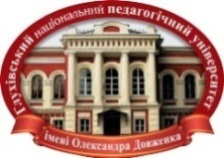 Глухівський національний педагогічний університет
імені Олександра Довженка